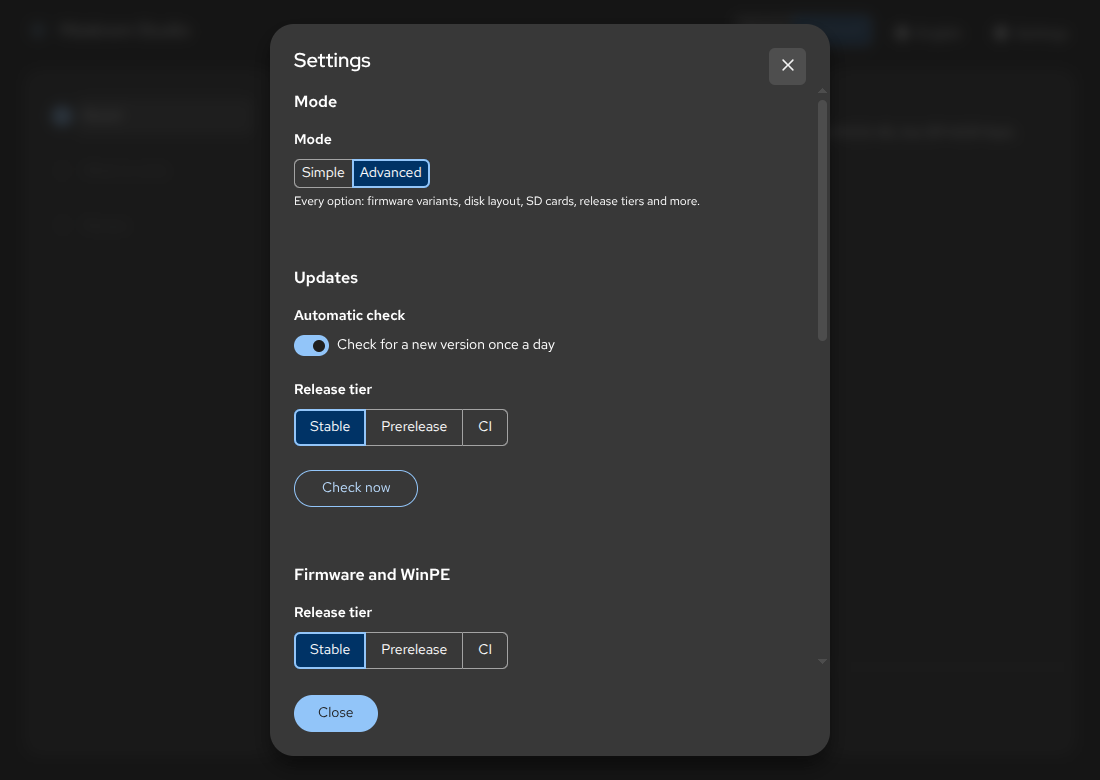 Settings
Mode
Mode
Simple Advanced
Every option: firmware variants, disk layout, SD cards, release tiers and more.
Updates
Automatic check
Check for a new version once a day
Release tier
Stable Prerelease CI
Check now
Firmware and WinPE
Release tier
Stable Prerelease CI
Close